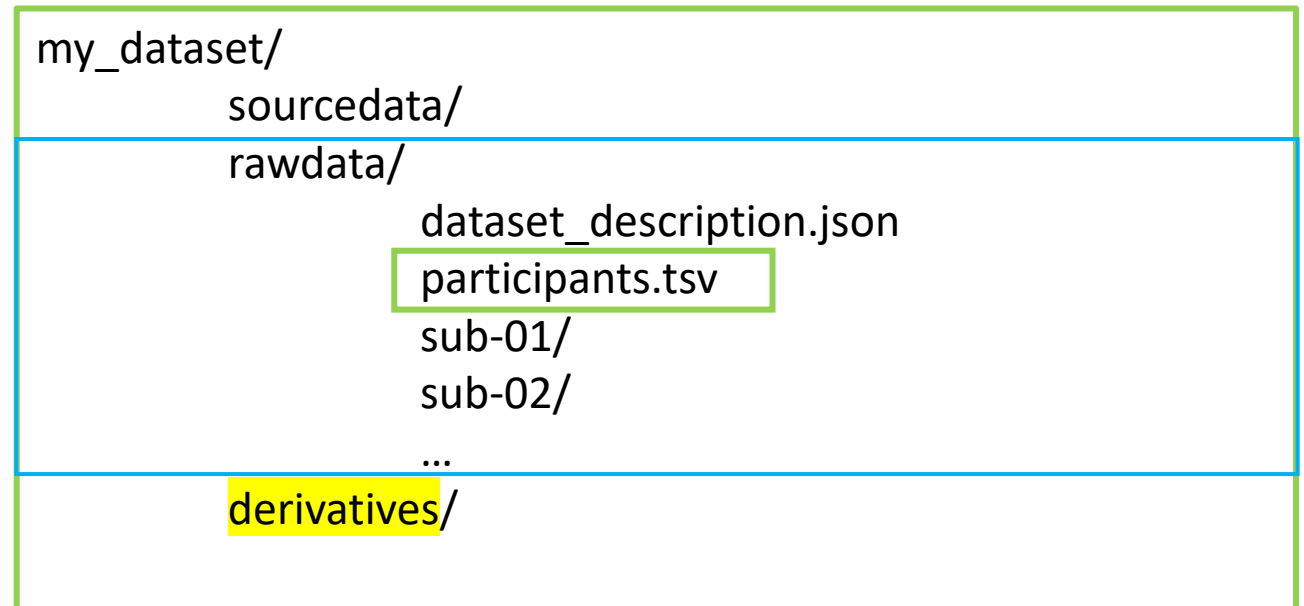 my_dataset/
sourcedata/
rawdata/
dataset_description.json
participants.tsv
sub-01/
sub-02/
…
derivatives/